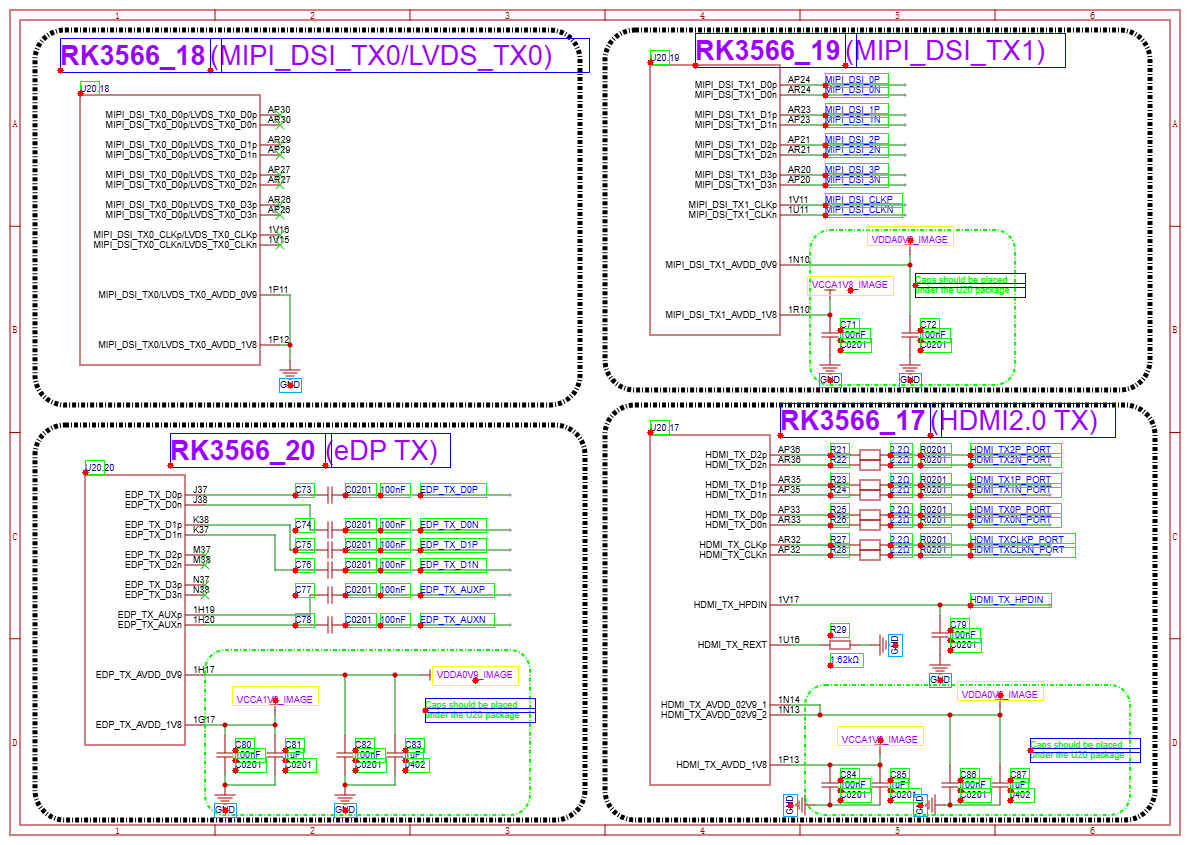 1 2 3 4 5 6
RK3566_18(MIPI_DSI_TX0/LVDS_TX0)
U20.18
MIPI_DSI_TX0_D0p/LVDS_TX0_D0p AP30
MIPI_DSI_TX0_D0p/LVDS_TX0_D0n AR30
MIPI_DSI_TX0_D0p/LVDS_TX0_D1p AR29
MIPI_DSI_TX0_D0p/LVDS_TX0_D1n AP29
MIPI_DSI_TX0_D0p/LVDS_TX0_D2p AP27
MIPI_DSI_TX0_D0p/LVDS_TX0_D2n AR27
MIPI_DSI_TX0_D0p/LVDS_TX0_D3p AR26
MIPI_DSI_TX0_D0p/LVDS_TX0_D3n AP26
MIPI_DSI_TX0_CLKp/LVDS_TX0_CLKp 1V16
MIPI_DSI_TX0_CLKn/LVDS_TX0_CLKn 1V15
MIPI_DSI_TX0/LVDS_TX0_AVDD_0V9 1P11
MIPI_DSI_TX0/LVDS_TX0_AVDD_1V8 1P12
GND
RK3566_19(MIPI_DSI_TX1)
U20.19
MIPI_DSI_TX1_D0p AP24 MIPI_DSI_0P
MIPI_DSI_TX1_D0n AR24 MIPI_DSI_0N
MIPI_DSI_TX1_D1p AR23 MIPI_DSI_1P
MIPI_DSI_TX1_D1n AP23 MIPI_DSI_1N
MIPI_DSI_TX1_D2p AP21 MIPI_DSI_2P
MIPI_DSI_TX1_D2n AR21 MIPI_DSI_2N
MIPI_DSI_TX1_D3p AR20 MIPI_DSI_3P
MIPI_DSI_TX1_D3n AP20 MIPI_DSI_3N
MIPI_DSI_TX1_CLKp 1V11 MIPI_DSI_CLKP
MIPI_DSI_TX1_CLKn 1U11 MIPI_DSI_CLKN
VDDA0V9_IMAGE
MIPI_DSI_TX1_AVDD_0V9 1N10
VCCA1V8_IMAGE
Caps should be placed
under the U20 package
MIPI_DSI_TX1_AVDD_1V8 1R10
C71 C72
100nF 100nF
C0201 C0201
GND GND
RK3566_20 (eDP TX)
U20.20
EDP_TX_D0p J37 C73 C0201 100nF EDP_TX_D0P
EDP_TX_D0n J38
EDP_TX_D1p K38 C74 C0201 100nF EDP_TX_D0N
EDP_TX_D1n K37
C75 C0201 100nF EDP_TX_D1P
EDP_TX_D2p M37
EDP_TX_D2n M38 C76 C0201 100nF EDP_TX_D1N
EDP_TX_D3p N37
EDP_TX_D3n N38 C77 C0201 100nF EDP_TX_AUXP
EDP_TX_AUXp 1H19
EDP_TX_AUXn 1H20 C78 C0201 100nF EDP_TX_AUXN
EDP_TX_AVDD_0V9 1H17 VDDA0V9_IMAGE
VCCA1V8_IMAGE
Caps should be placed
under the U20 package
EDP_TX_AVDD_1V8 1G17
C80 C81 C82 C83
100nF 1uF 100nF 1uF
C0201 C0201 C0201 0402
GND GND
RK3566_17(HDMI2.0 TX)
U20.17
HDMI_TX_D2p AP36 R21 2.2Ω R0201 HDMI_TX2P_PORT
HDMI_TX_D2n AR36 R22 2.2Ω R0201 HDMI_TX2N_PORT
HDMI_TX_D1p AR35 R23 2.2Ω R0201 HDMI_TX1P_PORT
HDMI_TX_D1n AP35 R24 2.2Ω R0201 HDMI_TX1N_PORT
HDMI_TX_D0p AP33 R25 2.2Ω R0201 HDMI_TX0P_PORT
HDMI_TX_D0n AR33 R26 2.2Ω R0201 HDMI_TX0N_PORT
HDMI_TX_CLKp AR32 R27 2.2Ω R0201 HDMI_TXCLKP_PORT
HDMI_TX_CLKn AP32 R28 2.2Ω R0201 HDMI_TXCLKN_PORT
HDMI_TX_HPDIN 1V17 HDMI_TX_HPDIN
C79
100nF
C0201
GND
HDMI_TX_REXT 1U16 R29 GND
1.62kΩ
VDDA0V9_IMAGE
HDMI_TX_AVDD_02V9_1 1N14
HDMI_TX_AVDD_02V9_2 1N13
VCCA1V8_IMAGE
Caps should be placed
under the U20 package
HDMI_TX_AVDD_1V8 1P13
C84 C85 C86 C87
100nF 1uF 100nF 1uF
C0201 C0201 C0201 0402
GND GND
A B C D
A B C D
1 2 3 4 5 6